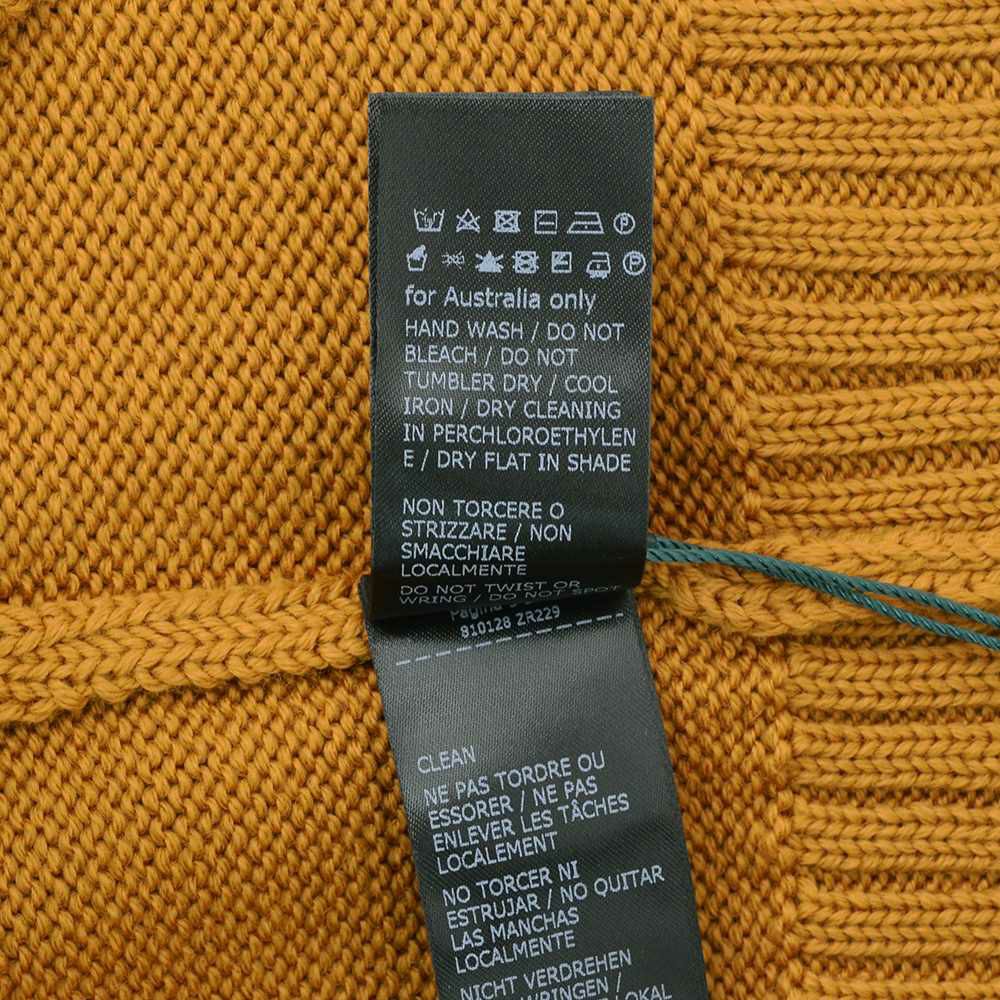 for Australia only
HAND WASH / DO NOT
BLEACH / DO NOT
TUMBLER DRY / COOL
IRON / DRY CLEANING
IN PERCHLOROETHYLEN
E / DRY FLAT IN SHADE
NON TORCERE O
STRIZZARE / NON
SMACCHIARE
LOCALMENTE
DO NOT TWIST OR
WRING / DO NOT SPOT
Pagina
910128 ZR229
CLEAN
NE PAS TORDRE OU
ESSORER / NE PAS
ENLEVER LES TÂCHES
LOCALEMENT
NO TORCER NI
ESTRUJAR / NO QUITAR
LAS MANCHAS
LOCALMENTE
NICHT VERDREHEN